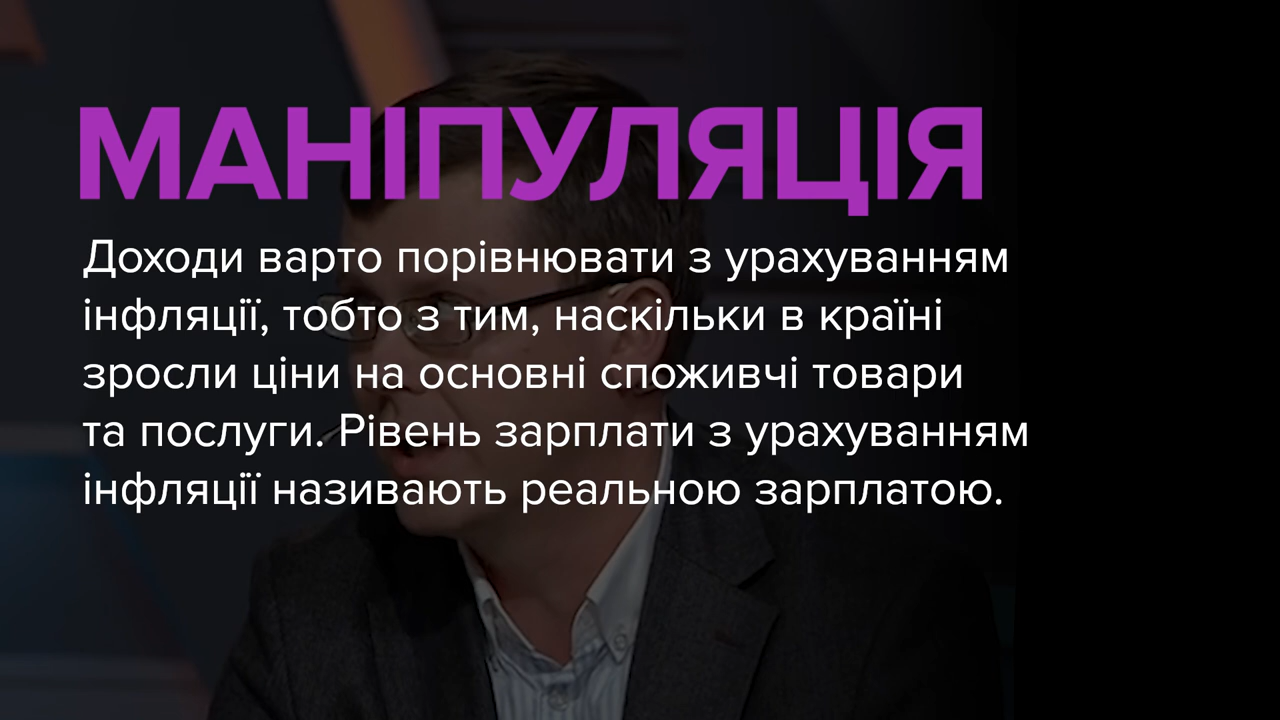 МАНІПУЛЯЦІЯ
Доходи варто порівнювати з урахуванням
інфляції, тобто з тим, наскільки в країні
зросли ціни на основні споживчі товари
та послуги. Рівень зарплати з урахуванням
інфляції називають реальною зарплатою.